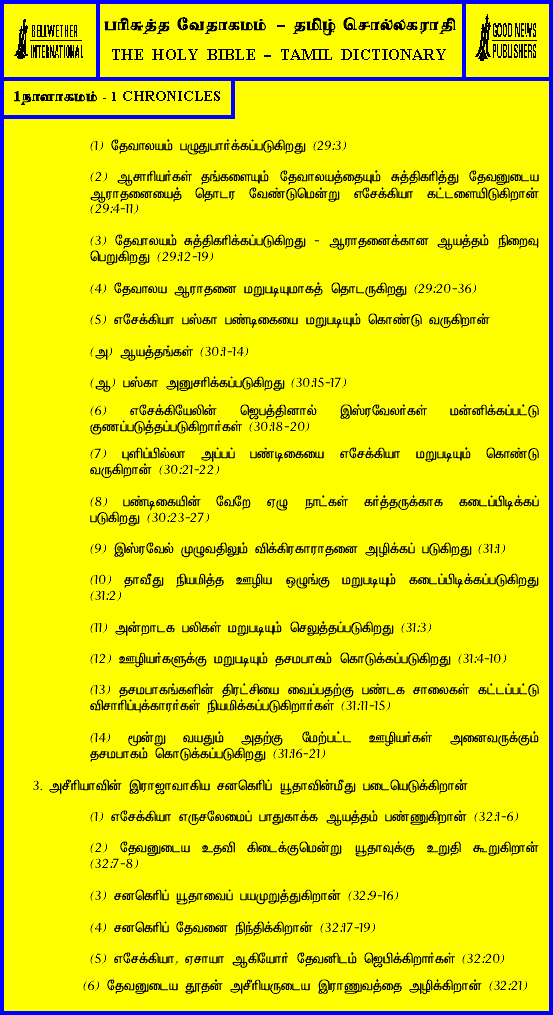 BELLWETHER
INTERNATIONAL
பரிசுத்த வேதாகமம் – தமிழ் சொல்லகராதி
THE HOLY BIBLE – TAMIL DICTIONARY
GOOD NEWS
PUBLISHERS
1நாளாகமம் - 1 CHRONICLES
(1) தேவாலயம் பழுதுபார்க்கப்படுகிறது (29:3)
(2) ஆசாரியர்கள் தங்களையும் தேவாலயத்தையும் சுத்திகரித்து தேவனுடைய
ஆராதனையைத் தொடர வேண்டுமென்று எசேக்கியா கட்டளையிடுகிறான்
(29:4-11)
(3) தேவாலயம் சுத்திகரிக்கப்படுகிறது - ஆராதனைக்கான ஆயத்தம் நிறைவு
பெறுகிறது (29:12-19)
(4) தேவாலய ஆராதனை மறுபடியுமாகத் தொடருகிறது (29:20-36)
(5) எசேக்கியா பஸ்கா பண்டிகையை மறுபடியும் கொண்டு வருகிறான்
(அ) ஆயத்தங்கள் (30:1-14)
(ஆ) பஸ்கா அனுசரிக்கப்படுகிறது (30:15-17)
(6) எசேக்கியேலின் ஜெபத்தினால் இஸ்ரவேலர்கள் மன்னிக்கப்பட்டு
குணப்படுத்தப்படுகிறார்கள் (30:18-20)
(7) புளிப்பில்லா அப்பப் பண்டிகையை எசேக்கியா மறுபடியும் கொண்டு
வருகிறான் (30:21-22)
(8) பண்டிகையின் வேறே ஏழு நாட்கள் கர்த்தருக்காக கடைப்பிடிக்கப்
படுகிறது (30:23-27)
(9) இஸ்ரவேல் முழுவதிலும் விக்கிரகாராதனை அழிக்கப் படுகிறது (31:1)
(10) தாவீது நியமித்த ஊழிய ஒழுங்கு மறுபடியும் கடைப்பிடிக்கப்படுகிறது
(31:2)
(11) அன்றாடக பலிகள் மறுபடியும் செலுத்தப்படுகிறது (31:3)
(12) ஊழியர்களுக்கு மறுபடியும் தசமபாகம் கொடுக்கப்படுகிறது (31:4-10)
(13) தசமபாகங்களின் திரட்சியை வைப்பதற்கு பண்டக சாலைகள் கட்டப்பட்டு
விசாரிப்புக்காரர்கள் நியமிக்கப்படுகிறார்கள் (31:11-15)
(14) மூன்று வயதும் அதற்கு மேற்பட்ட ஊழியர்கள் அனைவருக்கும்
தசமபாகம் கொடுக்கப்படுகிறது (31:16-21)
3. அசீரியாவின் இராஜாவாகிய சனகெரிப் யூதாவின்மீது படையெடுக்கிறான்
(1) எசேக்கியா எருசலேமைப் பாதுகாக்க ஆயத்தம் பண்ணுகிறான் (32:1-6)
(2) தேவனுடைய உதவி கிடைக்குமென்று யூதாவுக்கு உறுதி கூறுகிறான்
(32:7-8)
(3) சனகெரிப் யூதாவைப் பயமுறுத்துகிறான் (32:9-16)
(4) சனகெரிப் தேவனை நிந்திக்கிறான் (32:17-19)
(5) எசேக்கியா, ஏசாயா ஆகியோர் தேவனிடம் ஜெபிக்கிறார்கள் (32:20)
(6) தேவனுடைய தூதன் அசீரியருடைய இராணுவத்தை அழிக்கிறான் (32:21)